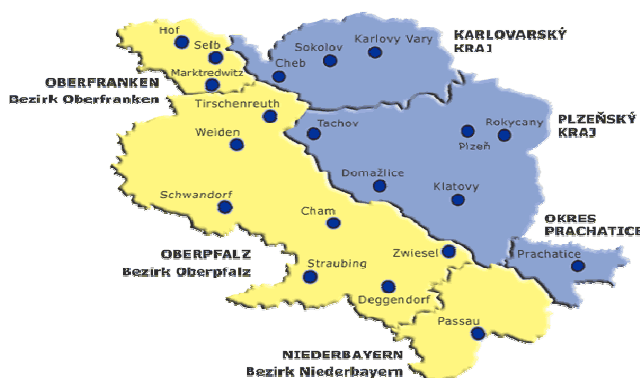 Hof
Selb
Marktredwitz
OBERFRANKEN
Bezirk Oberfranken
Cheb
Sokolov
Karlovy Vary
KARLOVARSKÝ
KRAJ
Tirschenreuth
Weiden
Tachov
Plzeň
Rokycany
PLZEŇSKÝ
KRAJ
Domažlice
Klatovy
Schwandorf
Cham
OKRES
PRACHATICE
OBERPFALZ
Bezirk Oberpfalz
Zwiesel
Prachatice
Straubing
Deggendorf
Passau
NIEDERBAYERN
Bezirk Niederbayern